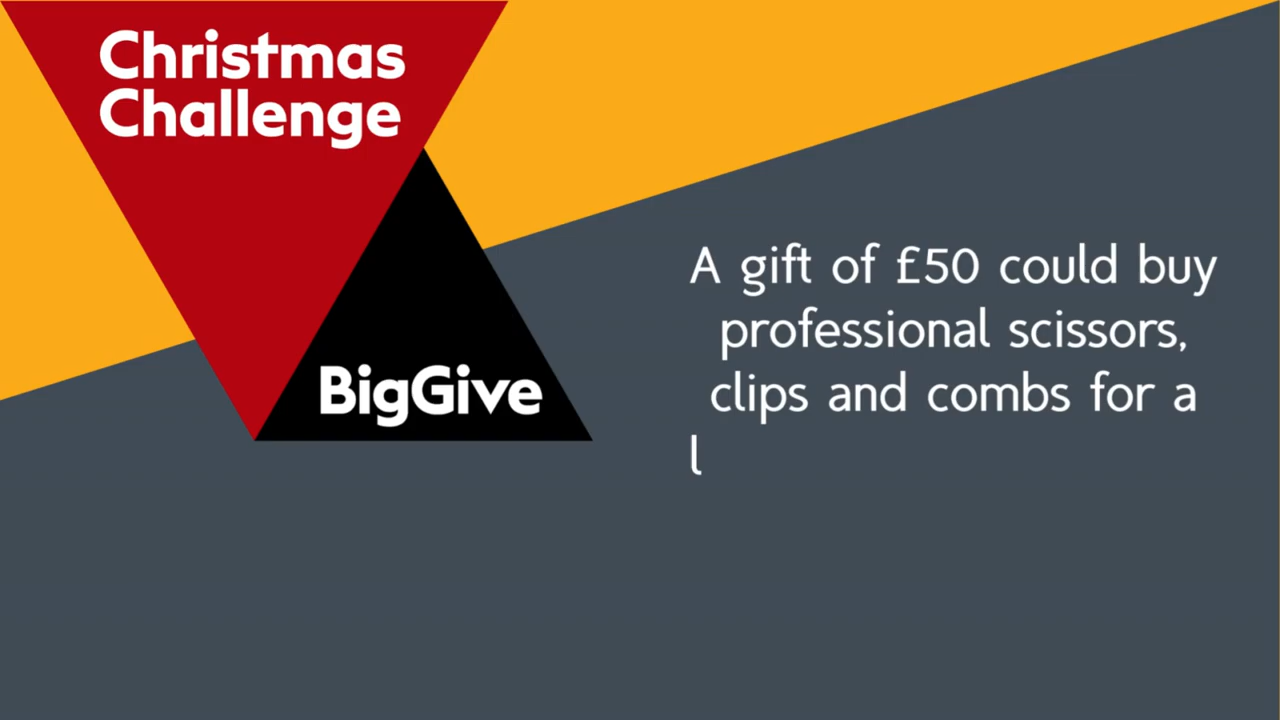 Christmas
Challenge
BigGive
A gift of £50 could buy
professional scissors,
clips and combs for a
l